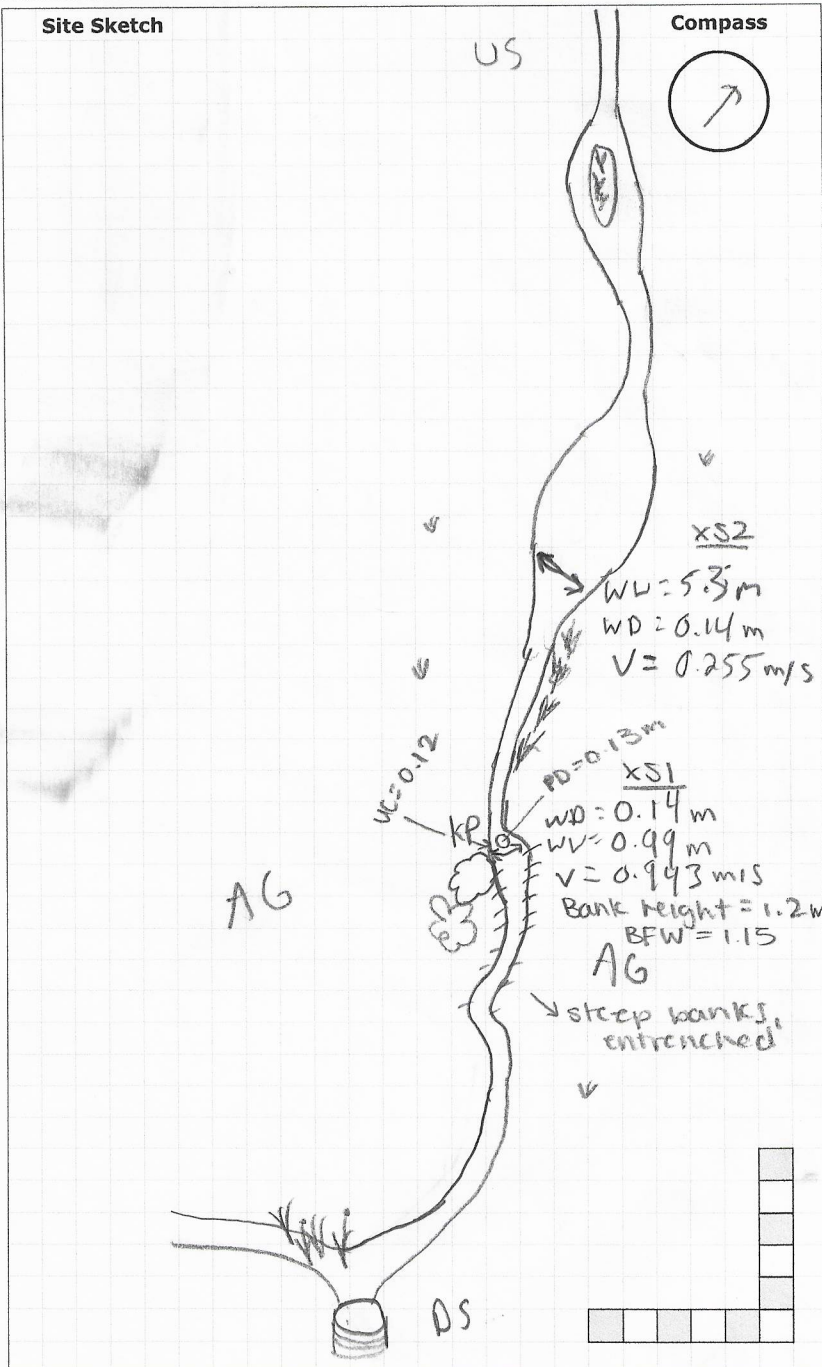 Site Sketch
Compass
US
XS2
WW = 5.3 m
WD = 0.14 m
V = 0.255 m/s
PD = 0.13 m
UC = 0.12
KP
XS1
WD = 0.14 m
WW = 0.99 m
V = 0.943 m/s
Bank height = 1.2 m
BFW = 1.15
AG
AG
steep banks,
entrenched
DS